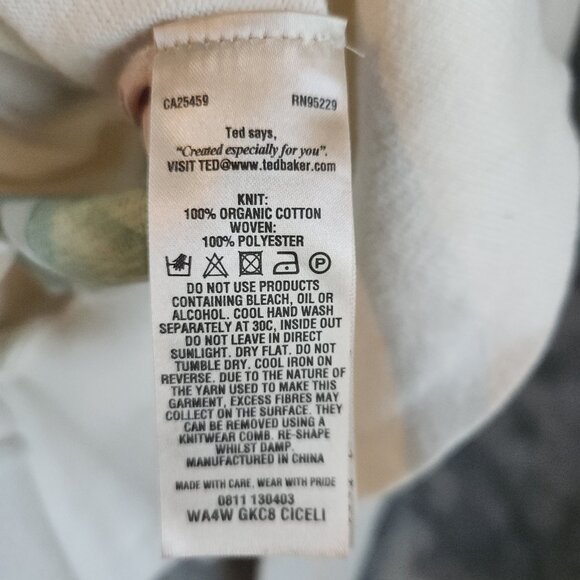 CA25459 RN95229
Ted says,
"Created especially for you".
VISIT TED@www.tedbaker.com
KNIT:
100% ORGANIC COTTON
WOVEN:
100% POLYESTER
P
DO NOT USE PRODUCTS
CONTAINING BLEACH, OIL OR
ALCOHOL. COOL HAND WASH
SEPARATELY AT 30C, INSIDE OUT
DO NOT LEAVE IN DIRECT
SUNLIGHT. DRY FLAT. DO NOT
TUMBLE DRY. COOL IRON ON
REVERSE. DUE TO THE NATURE OF
THE YARN USED TO MAKE THIS
GARMENT, EXCESS FIBRES MAY
COLLECT ON THE SURFACE. THEY
CAN BE REMOVED USING A
KNITWEAR COMB. RE-SHAPE
WHILST DAMP.
MANUFACTURED IN CHINA
MADE WITH CARE, WEAR WITH PRIDE
0811 130403
WA4W GKC8 CICELI